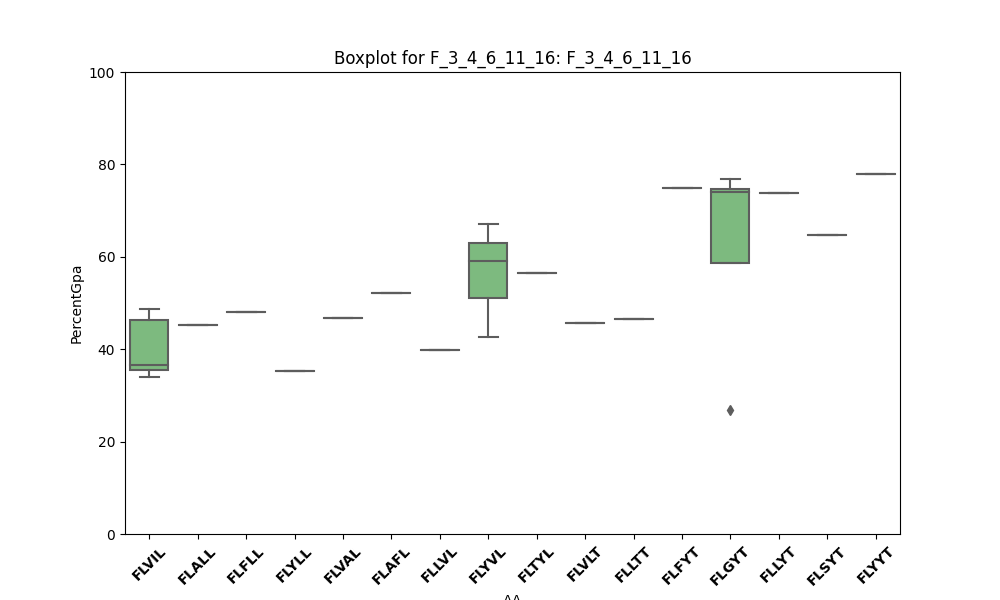 Boxplot for F_3_4_6_11_16: F_3_4_6_11_16
100
80
60
40
20
0
PercentGpa
FLVIL FLALL FLFLL FLYLL FLVAL FLAFL FLLVL FLYVL FLTYL FLVLT FLLTT FLFYT FLGYT FLLYT FLSYT FLYYT
AA